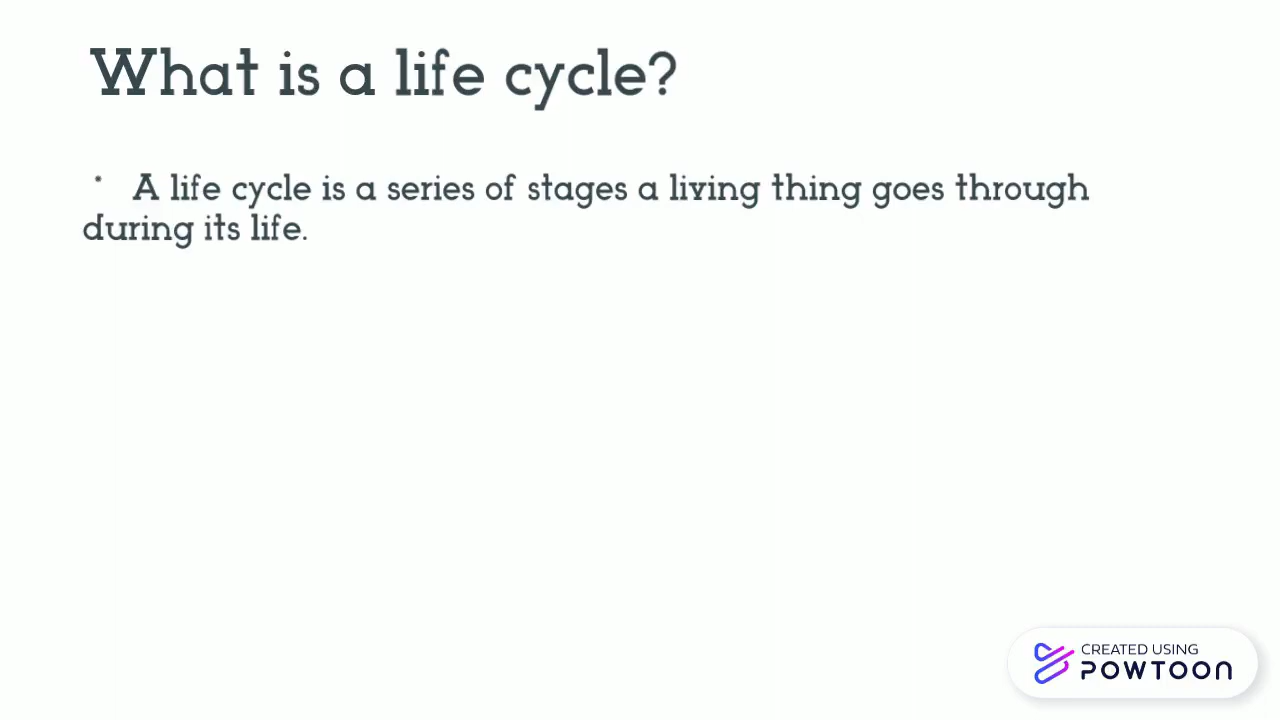 What is a life cycle?
* A life cycle is a series of stages a living thing goes through
during its life.
CREATED USING
POWTOON